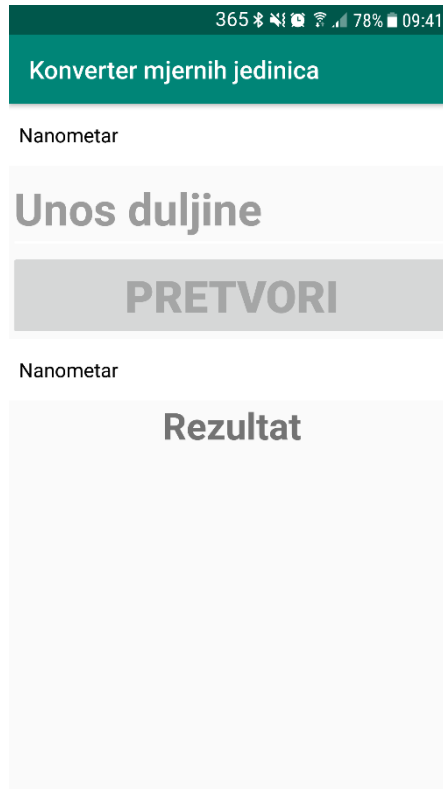 365 78% 09:41
Konverter mjernih jedinica
Nanometar
Unos duljine
PRETVORI
Nanometar
Rezultat